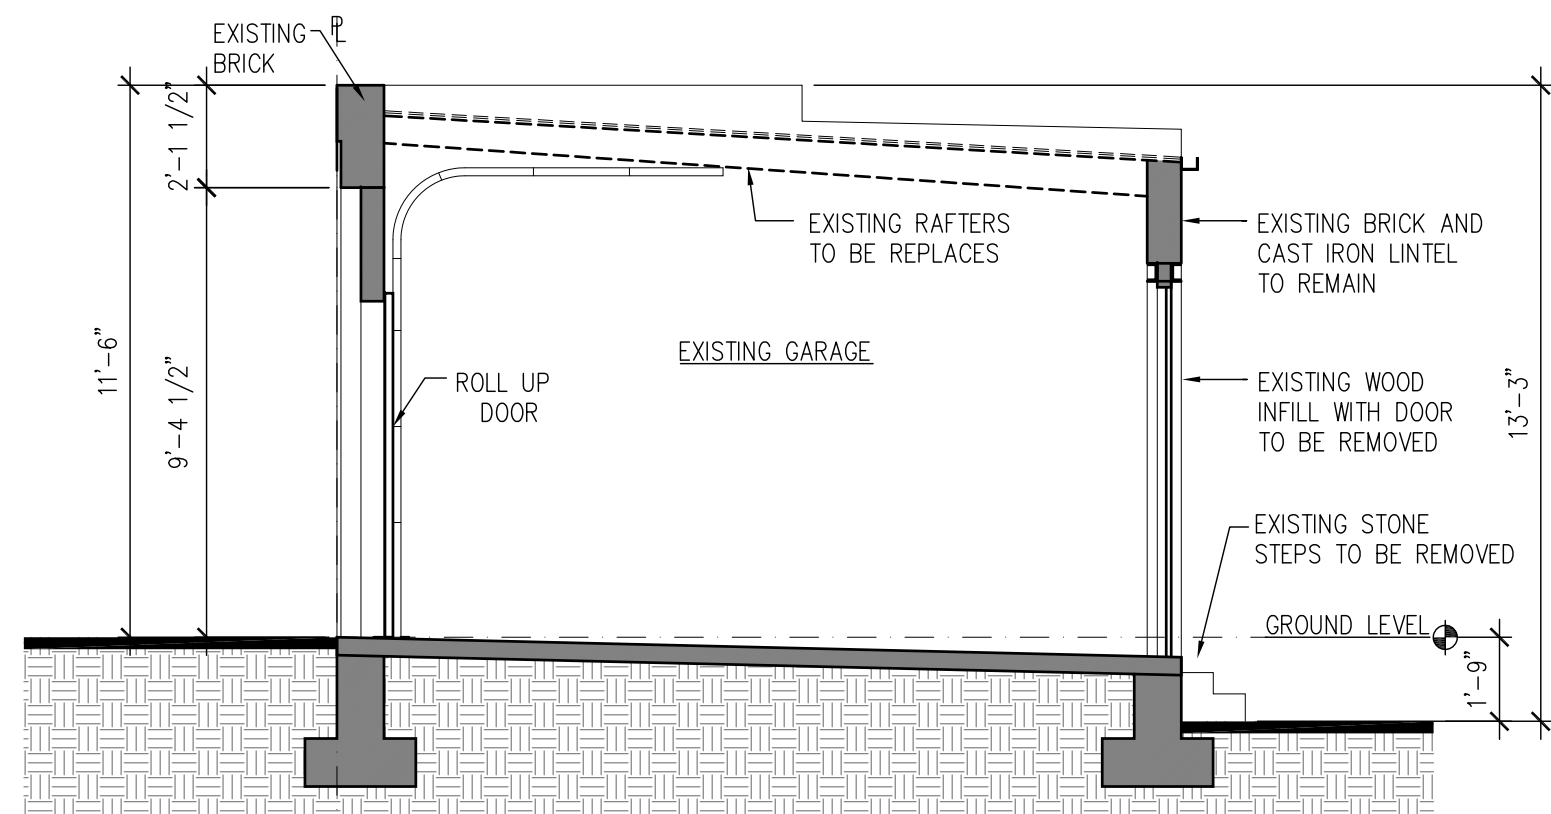 EXISTING
BRICK
PL
2'-1 1/2"
11'-6"
9'-4 1/2"
EXISTING RAFTERS
TO BE REPLACES
EXISTING BRICK AND
CAST IRON LINTEL
TO REMAIN
EXISTING GARAGE
ROLL UP
DOOR
EXISTING WOOD
INFILL WITH DOOR
TO BE REMOVED
13'-3"
EXISTING STONE
STEPS TO BE REMOVED
GROUND LEVEL
1'-9"